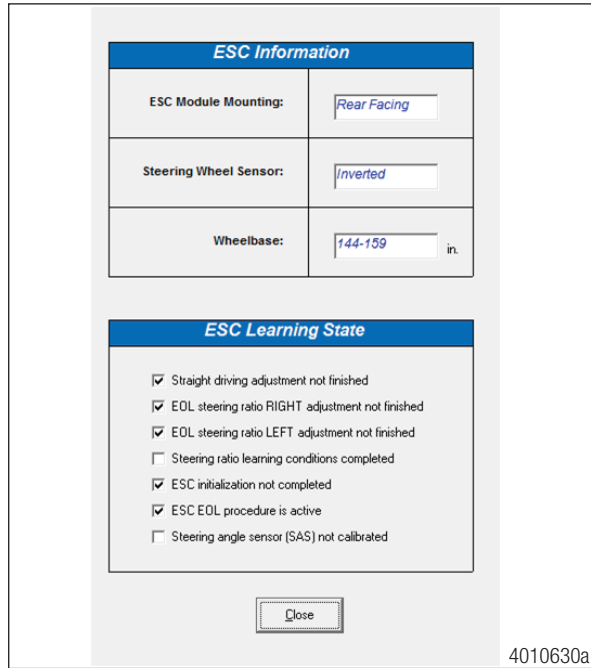 ESC Information
ESC Module Mounting: Rear Facing
Steering Wheel Sensor: Inverted
Wheelbase: 144-159 in.
ESC Learning State
Straight driving adjustment not finished
EOL steering ratio RIGHT adjustment not finished
EOL steering ratio LEFT adjustment not finished
Steering ratio learning conditions completed
ESC initialization not completed
ESC EOL procedure is active
Steering angle sensor (SAS) not calibrated
Close
4010630a